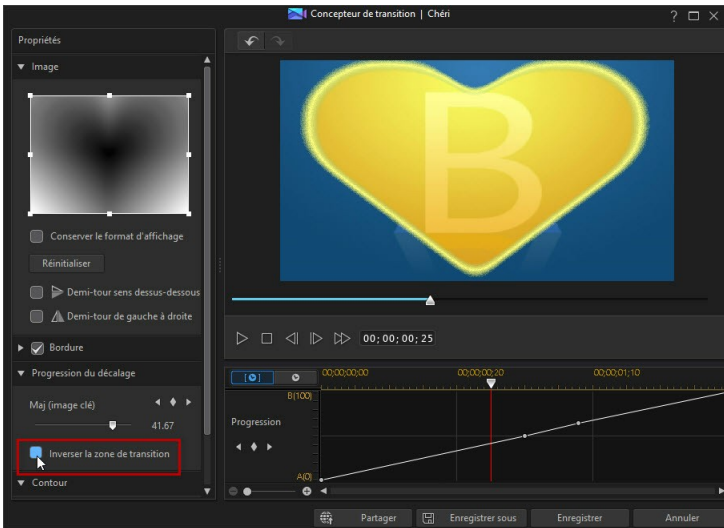 Concepteur de transition | Chéri
?
Propriétés
Image
Conserver le format d'affichage
Réinitialiser
Demi-tour sens dessus-dessous
Demi-tour de gauche à droite
Bordure
Progression du décalage
Maj (image clé)
41.67
Inverser la zone de transition
Contour
B
00; 00; 00; 25
00;00;00;00 00;00;00;20 00;00;01;10
B(100)
Progression
A(0)
Partager Enregistrer sous Enregistrer Annuler